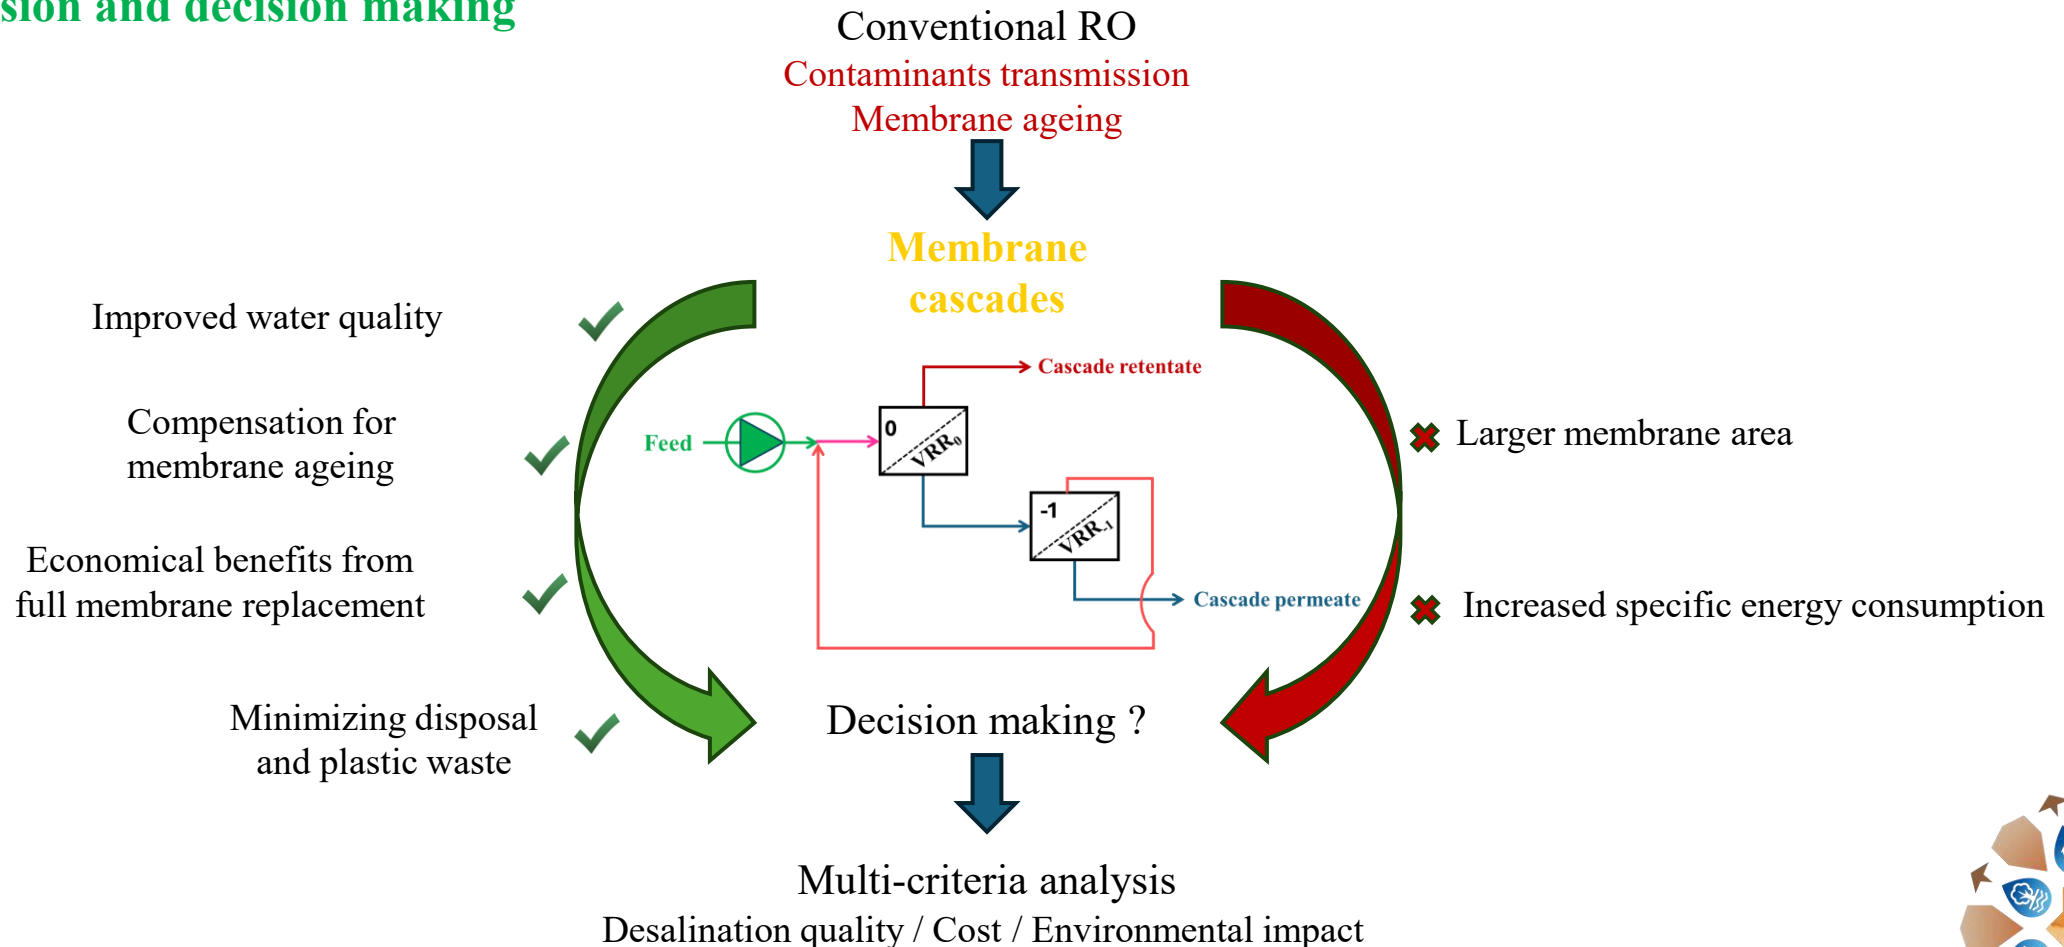 sion and decision making
Conventional RO
Contaminants transmission
Membrane ageing
Membrane
cascades
Improved water quality
Compensation for
membrane ageing
Economical benefits from
full membrane replacement
Minimizing disposal
and plastic waste
Cascade retentate
Feed
0
VRR₀
-1
VRR₋₁
Cascade permeate
Larger membrane area
Increased specific energy consumption
Decision making ?
Multi-criteria analysis
Desalination quality / Cost / Environmental impact